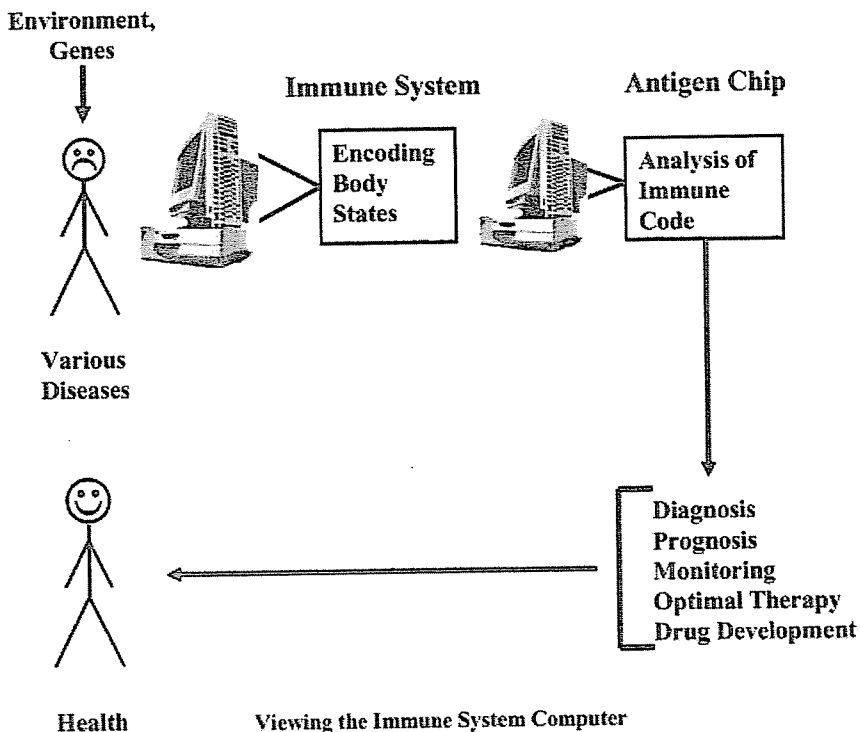 Environment,
Genes
Immune System
Antigen Chip
Encoding
Body
States
Analysis of
Immune
Code
Various
Diseases
Diagnosis
Prognosis
Monitoring
Optimal Therapy
Drug Development
Health
Viewing the Immune System Computer